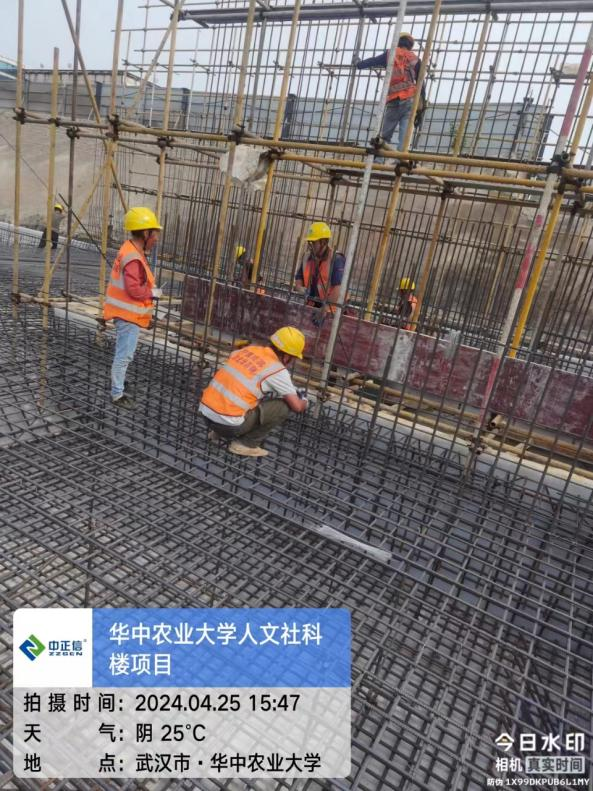 中正信®
ZZGEN
华中农业大学人文社科
楼项目
拍摄时间：2024.04.25 15:47
天气：阴 25°C
地点：武汉市·华中农业大学
今日水印
相机 真实时间
防伪 1X99DKPUB6L1MY